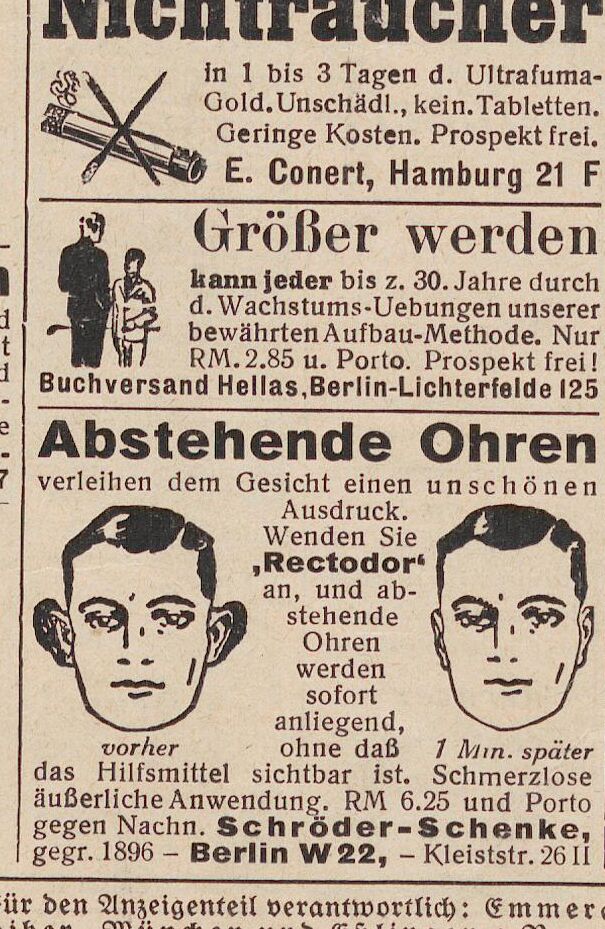 Nichtraucher
in 1 bis 3 Tagen d. Ultrafuma-
Gold. Unschädl., kein. Tabletten.
Geringe Kosten. Prospekt frei.
E. Conert, Hamburg 21 F
Größer werden
kann jeder bis z. 30. Jahre durch
d. Wachstums-Uebungen unserer
bewährten Aufbau-Methode. Nur
RM. 2.85 u. Porto. Prospekt frei!
Buchversand Hellas, Berlin-Lichterfelde 125
Abstehende Ohren
verleihen dem Gesicht einen unschönen
Ausdruck.
Wenden Sie
‚Rectodor‘
an, und ab-
stehende
Ohren
werden
sofort
anliegend,
vorher
ohne daß
1 Min. später
das Hilfsmittel sichtbar ist. Schmerzlose
äußerliche Anwendung. RM 6.25 und Porto
gegen Nachn. Schröder-Schenke,
gegr. 1896 – Berlin W 22, – Kleiststr. 26 II
für den Anzeigenteil verantwortlich: